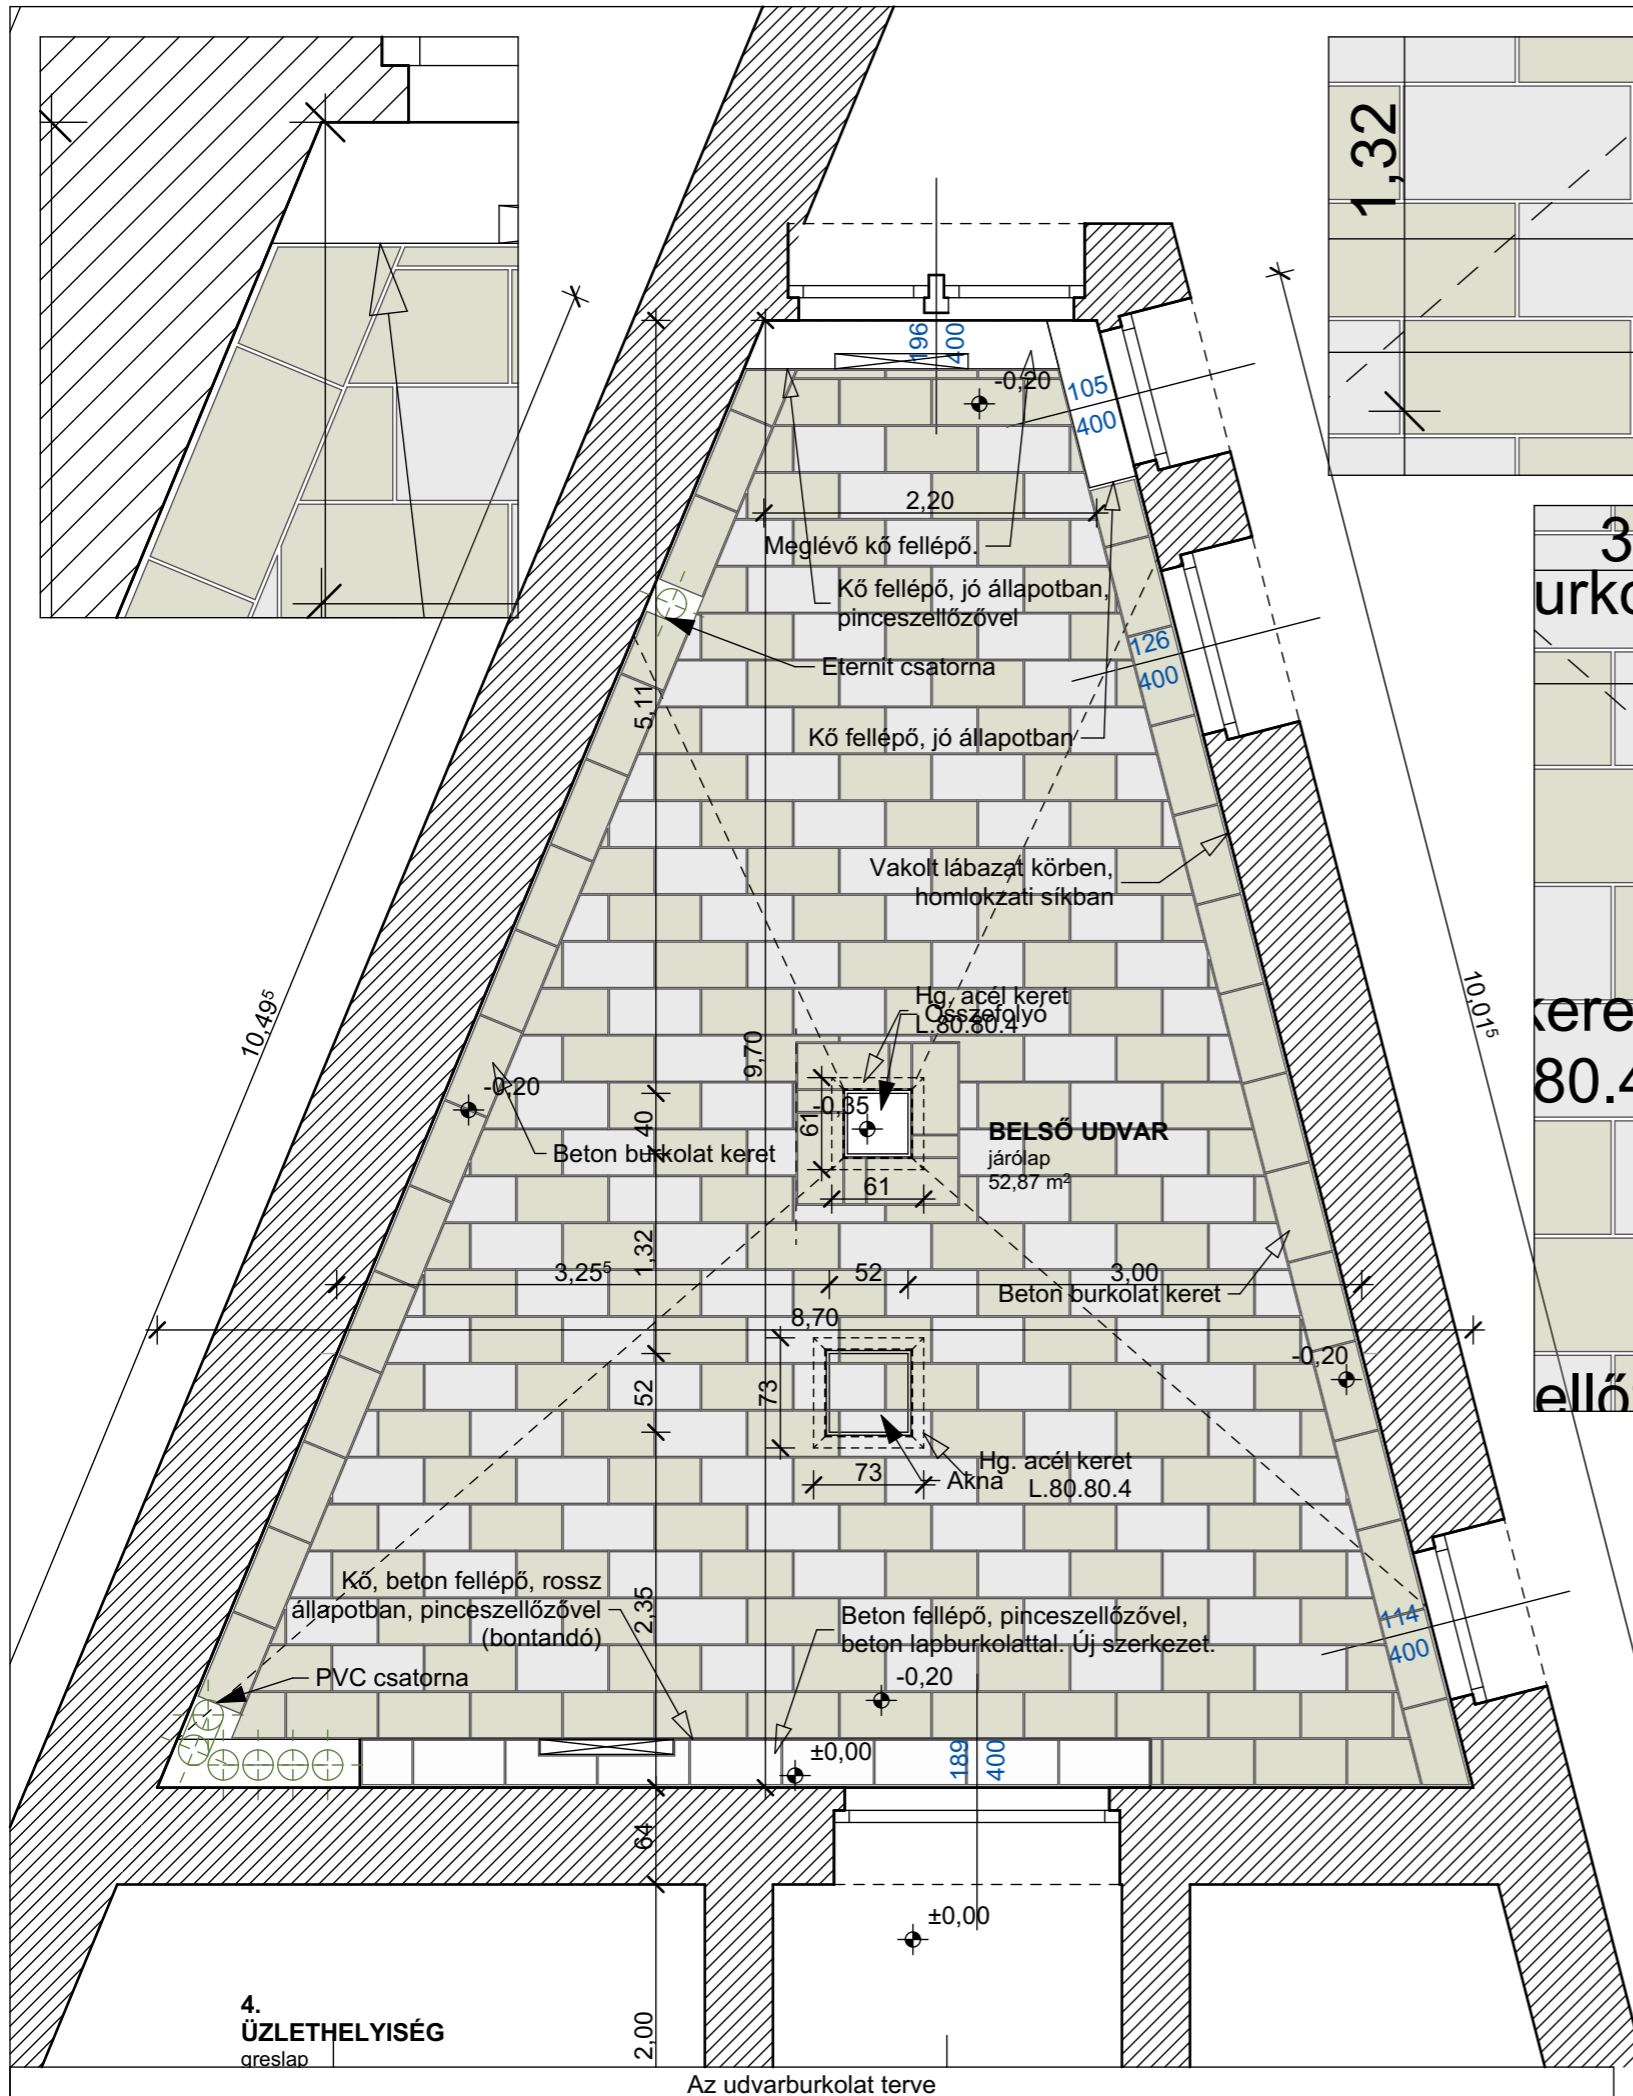 1,32
196
400
-0,20
105
400
2,20
Meglévő kő fellépő.
Kő fellépő, jó állapotban,
pinceszellőzővel
Eternit csatorna
126
400
5,11
Kő fellépő, jó állapotban
Vakolt lábazat körben,
homlokzati síkban
10,49⁵
10,01⁵
Hg. acél keret
Összefolyó
L.80.80.4
9,70
-0,20
40
-0,35
61
61
BELSŐ UDVAR
járólap
52,87 m²
Beton burkolat keret
1,32
3,25⁵
52
3,00
Beton burkolat keret
8,70
-0,20
52
73
73
Akna
Hg. acél keret
L.80.80.4
Kő, beton fellépő, rossz
állapotban, pinceszellőzővel
(bontandó)
2,35
Beton fellépő, pinceszellőzővel,
beton lapburkolattal. Új szerkezet.
114
400
PVC csatorna
-0,20
±0,00
189
400
64
±0,00
4.
ÜZLETHELYISÉG
greslap
2,00
Az udvarburkolat terve
3
urko
kere
80.4
ellő